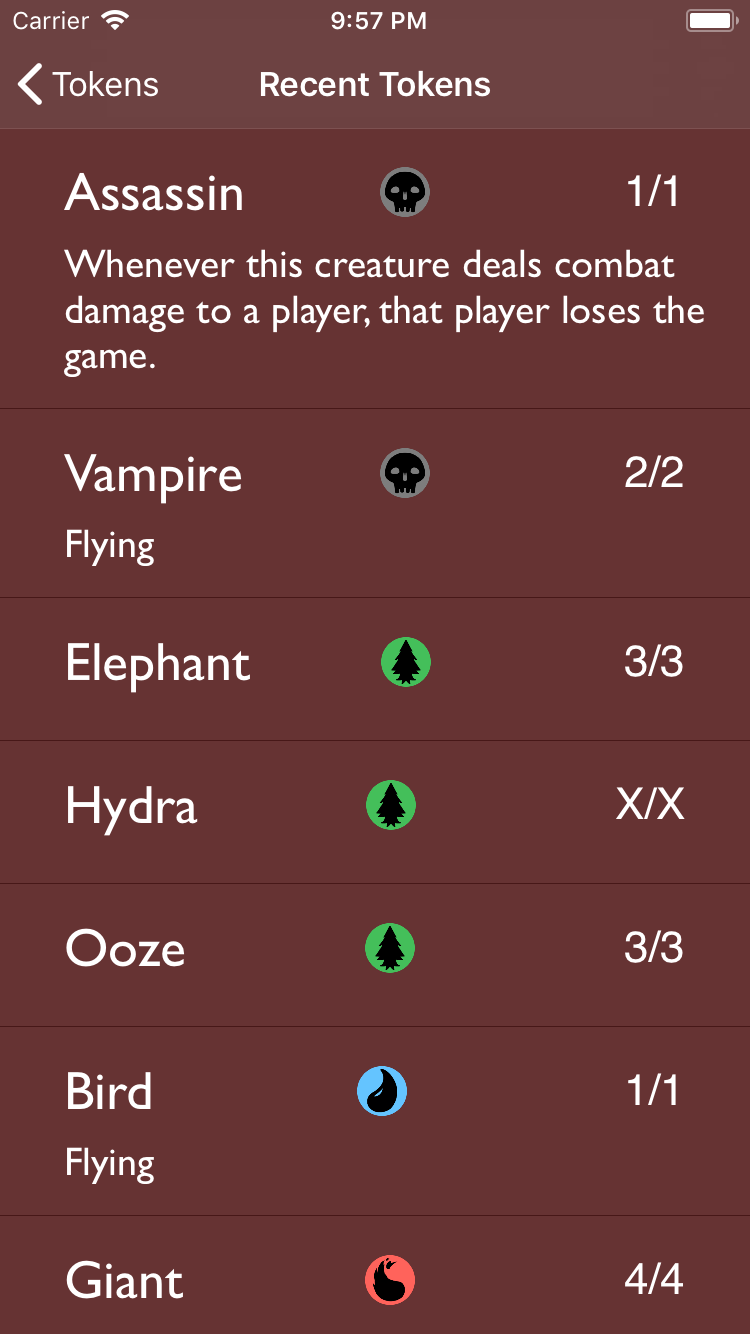 Carrier 9:57 PM
Tokens Recent Tokens
Assassin 1/1
Whenever this creature deals combat
damage to a player, that player loses the
game.
Vampire 2/2
Flying
Elephant 3/3
Hydra X/X
Ooze 3/3
Bird 1/1
Flying
Giant 4/4